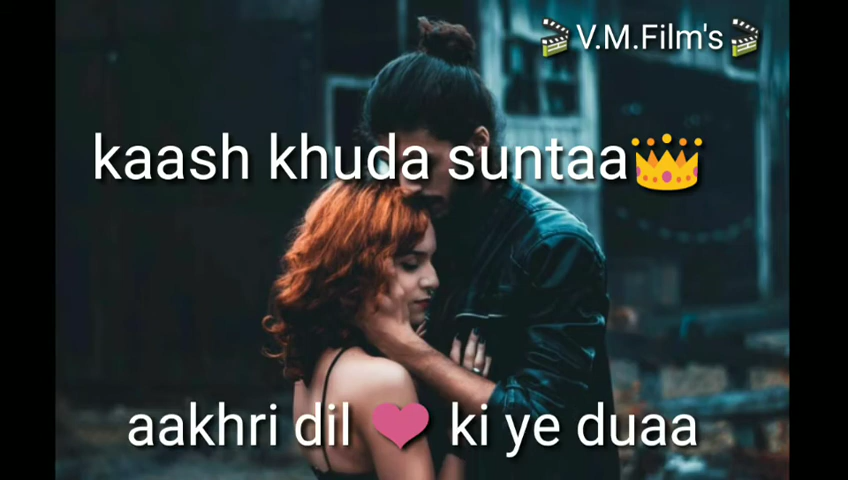 🎬V.M.Film's🎬
kaash khuda suntaa👑
aakhri dil ❤ ki ye duaa